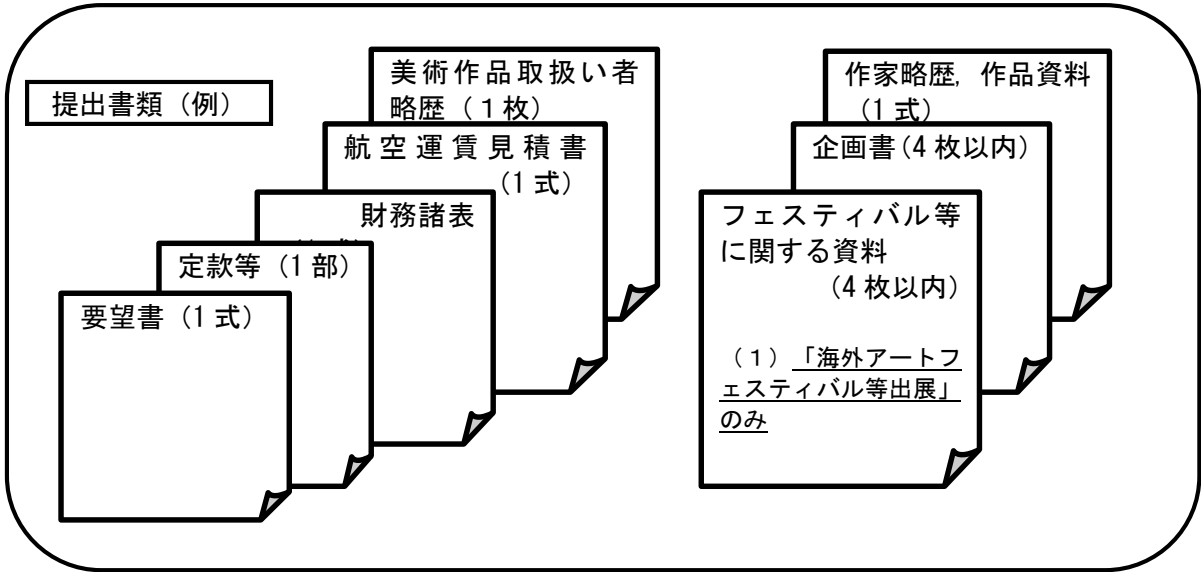 提出書類（例）
美術作品取扱い者
略歴（１枚）
航空運賃見積書
(1式)
財務諸表
定款等（1部）
要望書（1式）
作家略歴，作品資料
（1式）
企画書(4枚以内)
フェスティバル等
に関する資料
（4枚以内）
（１）「海外アートフ
ェスティバル等出展」
のみ